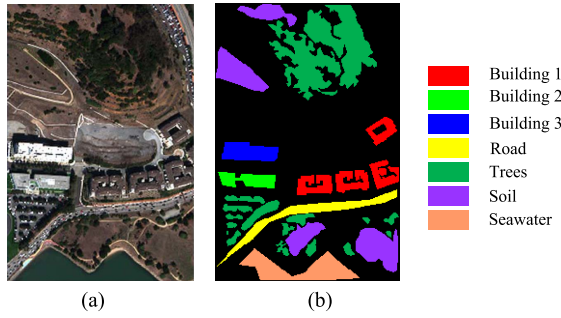 Building 1
Building 2
Building 3
Road
Trees
Soil
Seawater
(a)
(b)